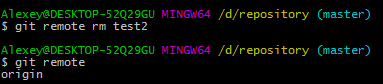 Alexey@DESKTOP-52Q29GU MINGW64 /d/repository (master)
$ git remote rm test2
Alexey@DESKTOP-52Q29GU MINGW64 /d/repository (master)
$ git remote
origin